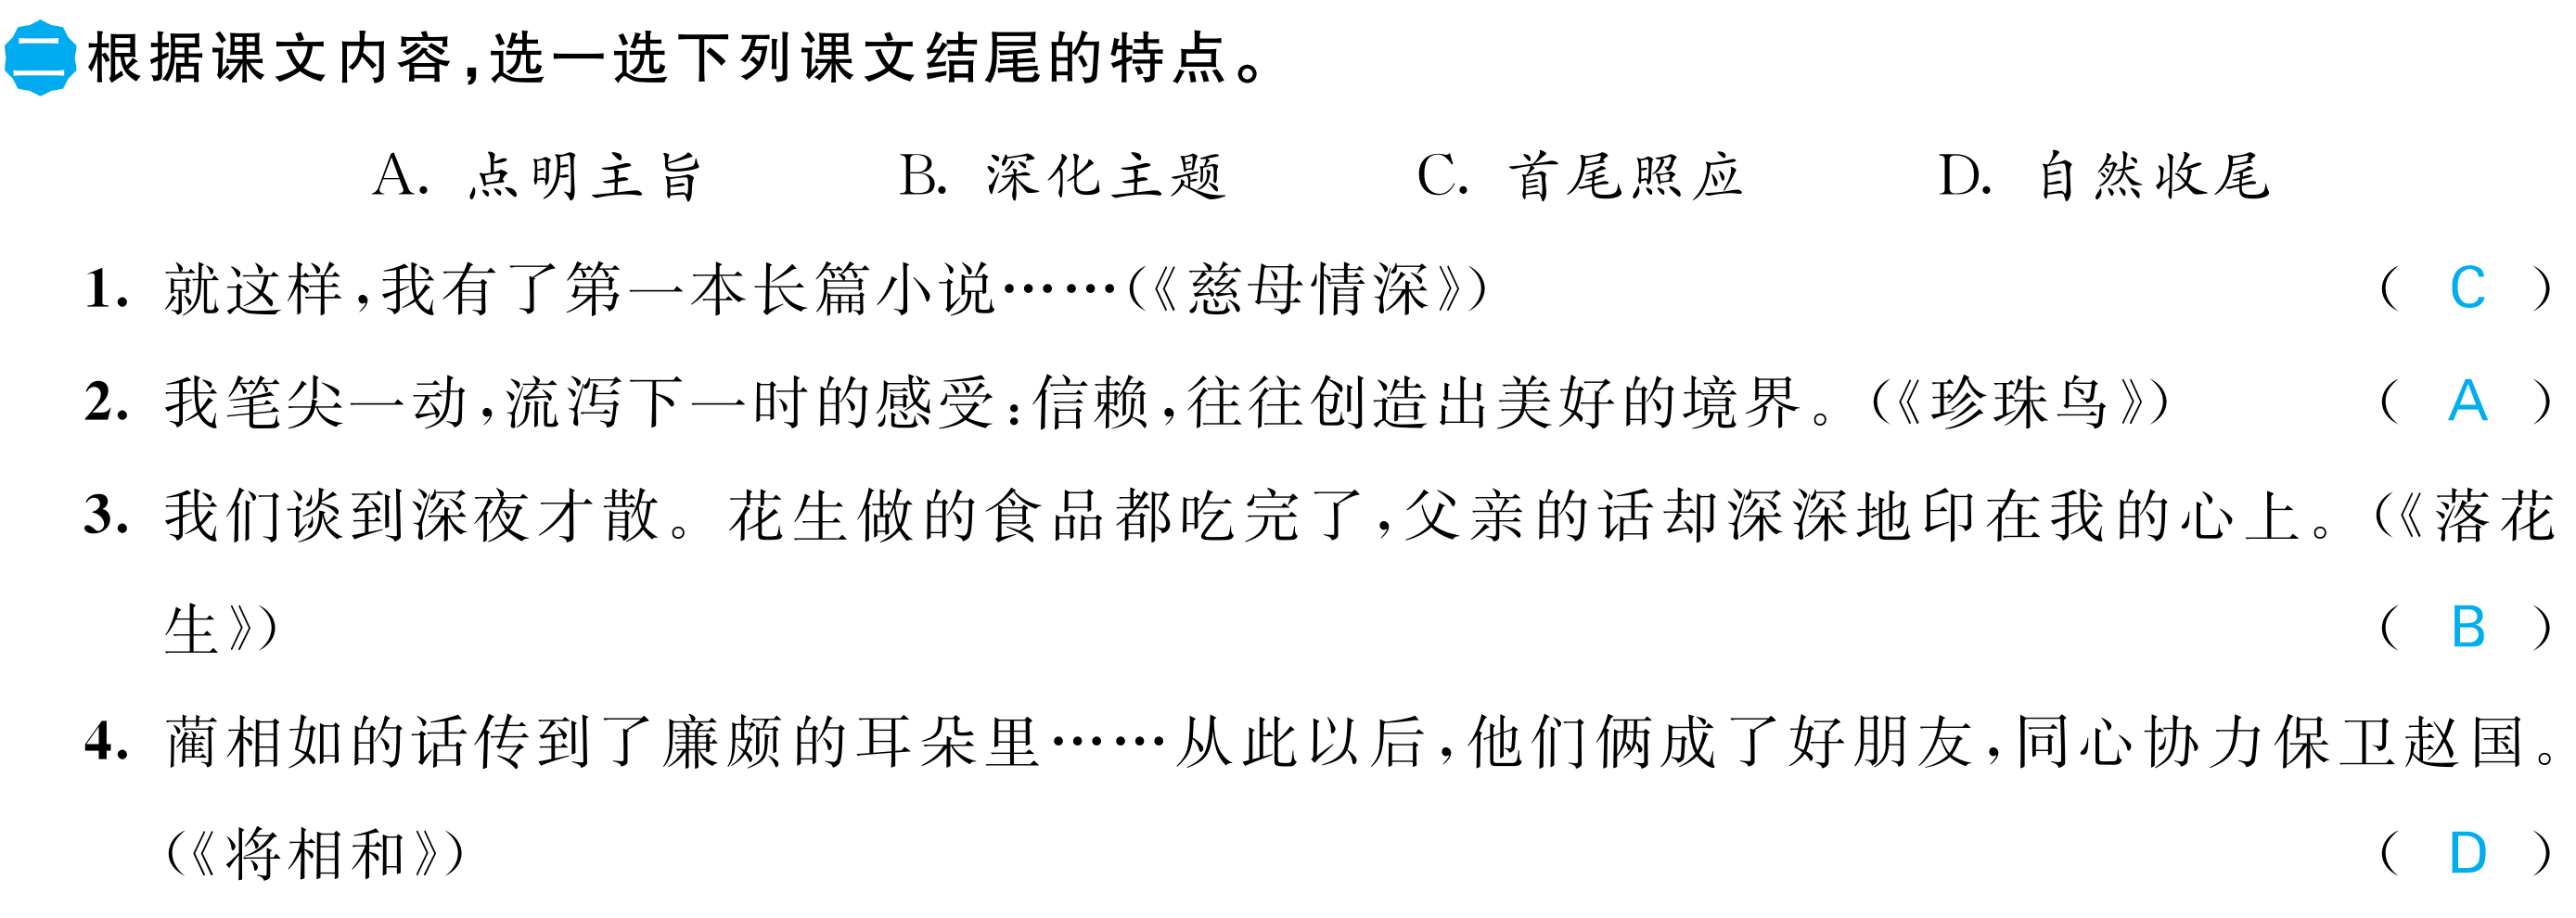 二 根据课文内容,选一选下列课文结尾的特点。
A. 点明主旨 B. 深化主题 C. 首尾照应 D. 自然收尾
1. 就这样,我有了第一本长篇小说……(《慈母情深》) ( C )
2. 我笔尖一动,流泻下一时的感受:信赖,往往创造出美好的境界。(《珍珠鸟》) ( A )
3. 我们谈到深夜才散。花生做的食品都吃完了,父亲的话却深深地印在我的心上。(《落花
生》) ( B )
4. 蔺相如的话传到了廉颇的耳朵里……从此以后,他们俩成了好朋友,同心协力保卫赵国。
(《将相和》) ( D )